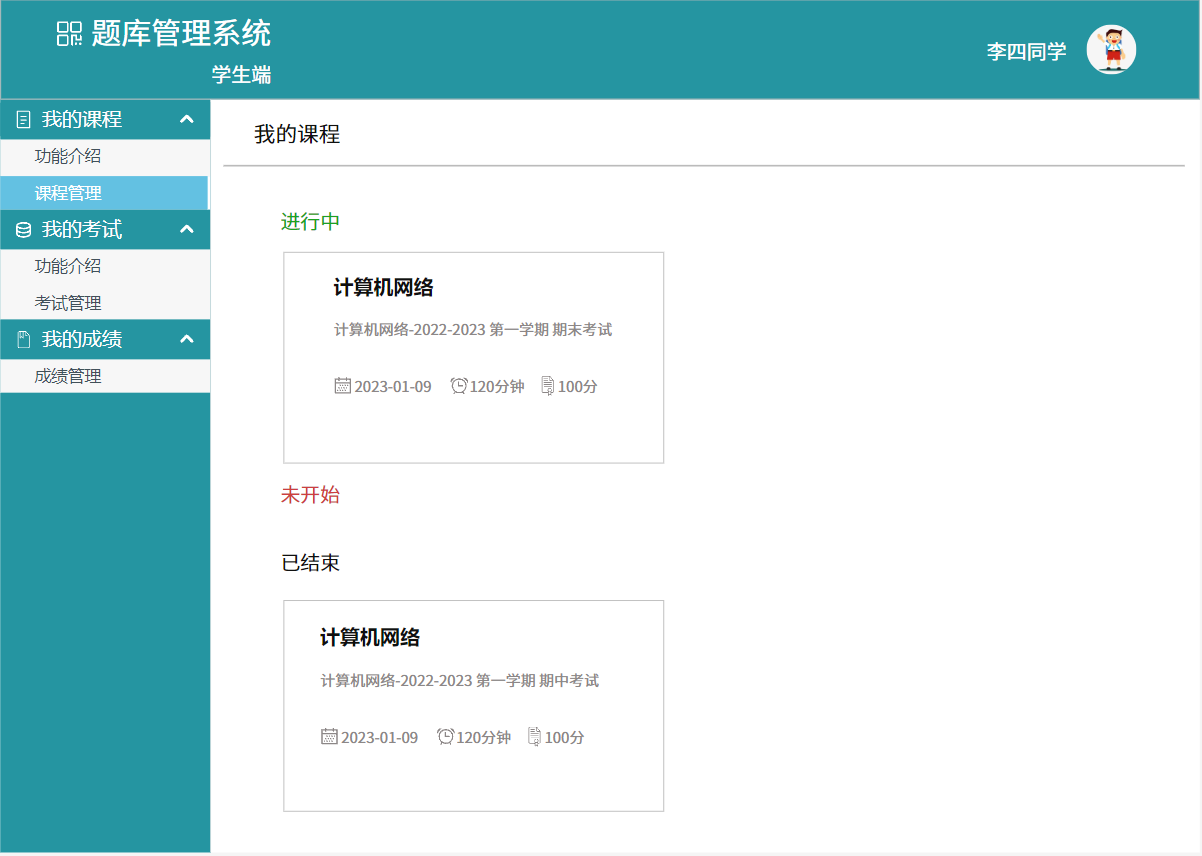 题库管理系统
学生端
李四同学
我的课程
功能介绍
课程管理
我的考试
功能介绍
考试管理
我的成绩
成绩管理
我的课程
进行中
计算机网络
计算机网络-2022-2023 第一学期 期末考试
2023-01-09 120分钟 100分
未开始
已结束
计算机网络
计算机网络-2022-2023 第一学期 期中考试
2023-01-09 120分钟 100分